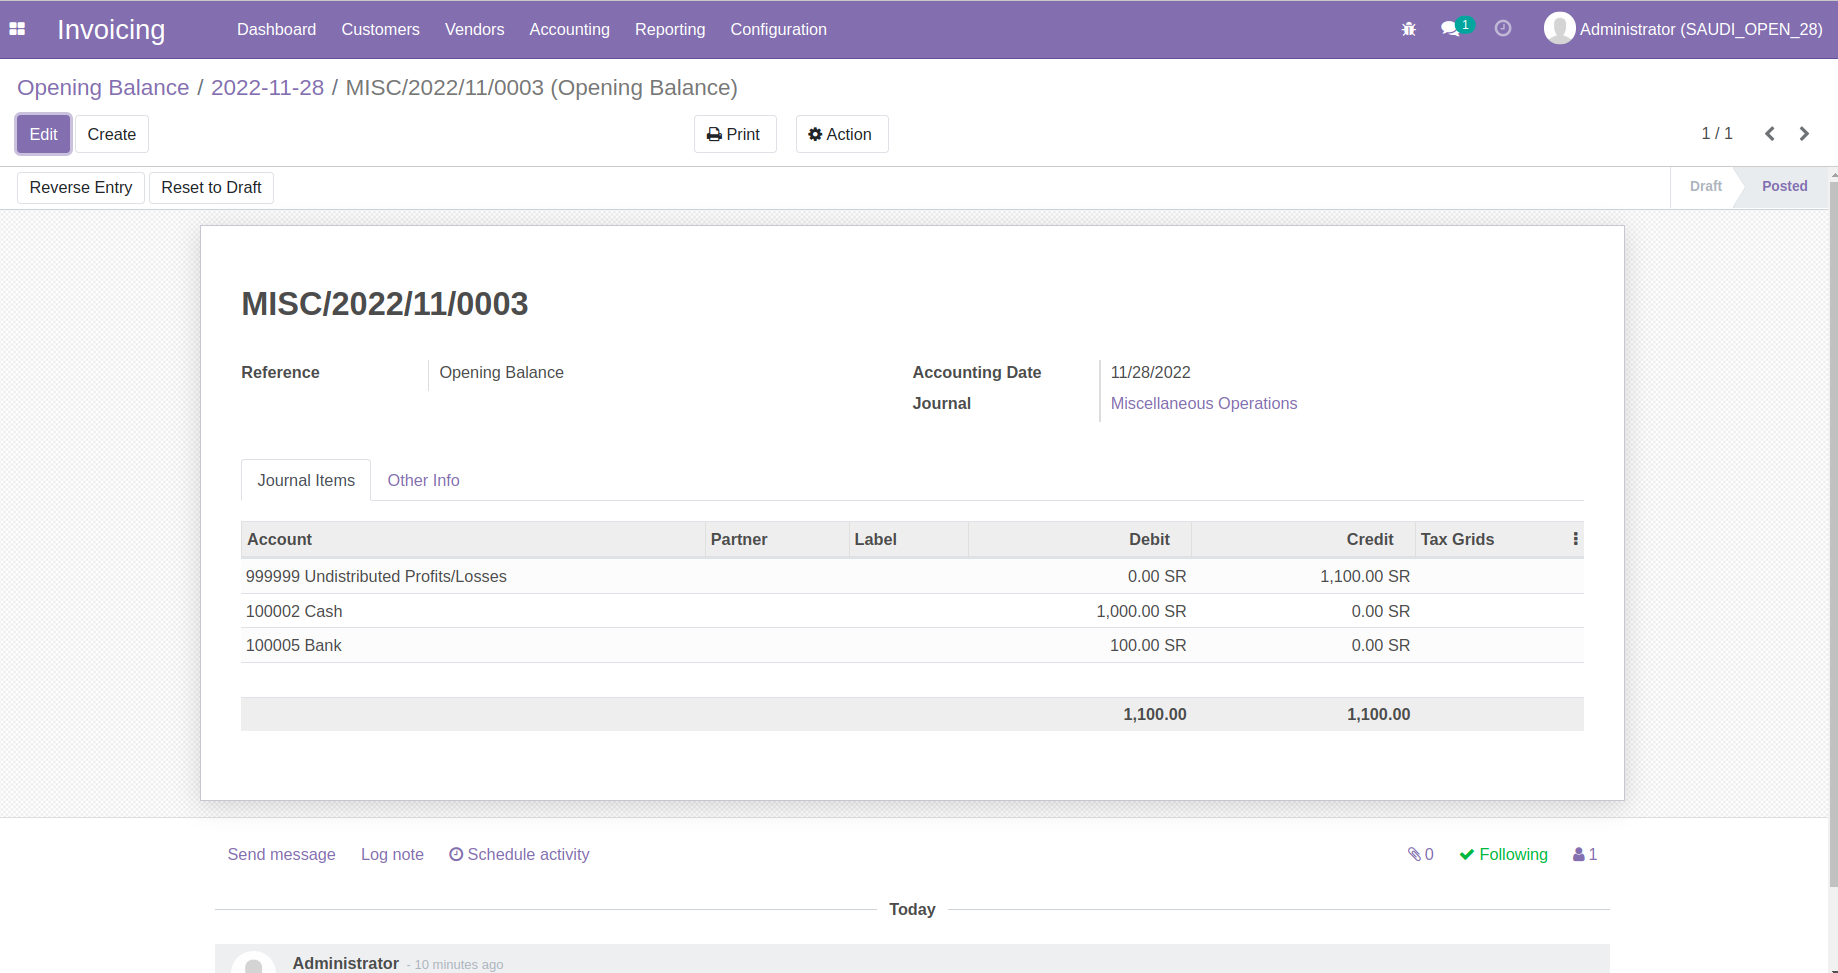 Invoicing Dashboard Customers Vendors Accounting Reporting Configuration 1 Administrator (SAUDI_OPEN_28)
Opening Balance / 2022-11-28 / MISC/2022/11/0003 (Opening Balance)
Edit Create Print Action 1 / 1
Reverse Entry Reset to Draft Draft Posted
MISC/2022/11/0003
Reference Opening Balance Accounting Date 11/28/2022
Journal Miscellaneous Operations
Journal Items Other Info
Account Partner Label Debit Credit Tax Grids
999999 Undistributed Profits/Losses 0.00 SR 1,100.00 SR
100002 Cash 1,000.00 SR 0.00 SR
100005 Bank 100.00 SR 0.00 SR
1,100.00 1,100.00
Send message Log note Schedule activity 0 Following 1
Today
Administrator - 10 minutes ago